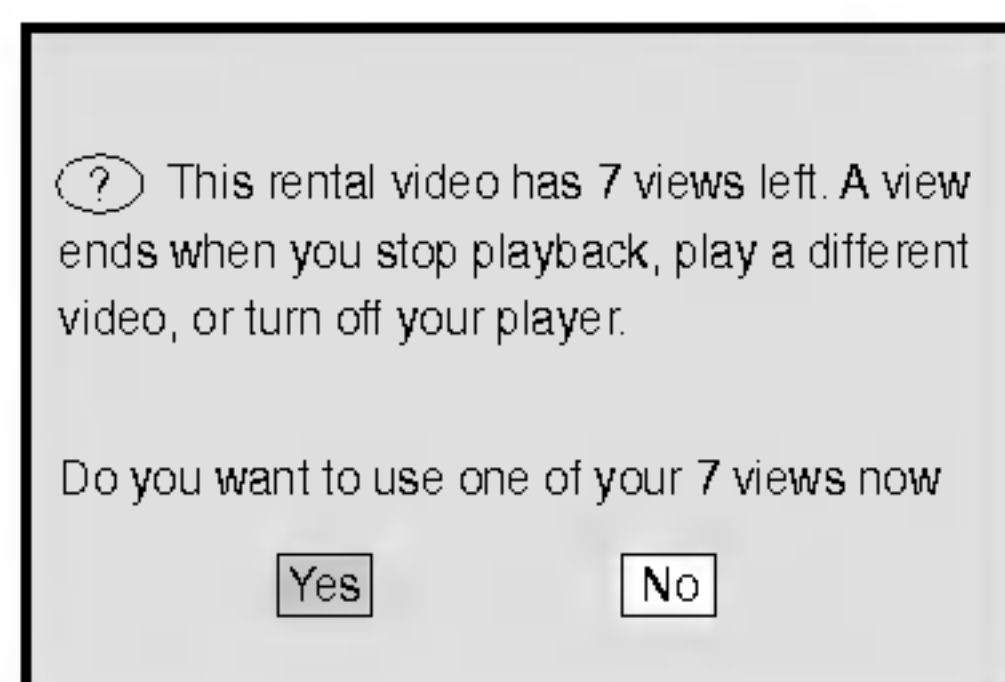 ? This rental video has 7 views left. A view
ends when you stop playback, play a different
video, or turn off your player.
Do you want to use one of your 7 views now
Yes No